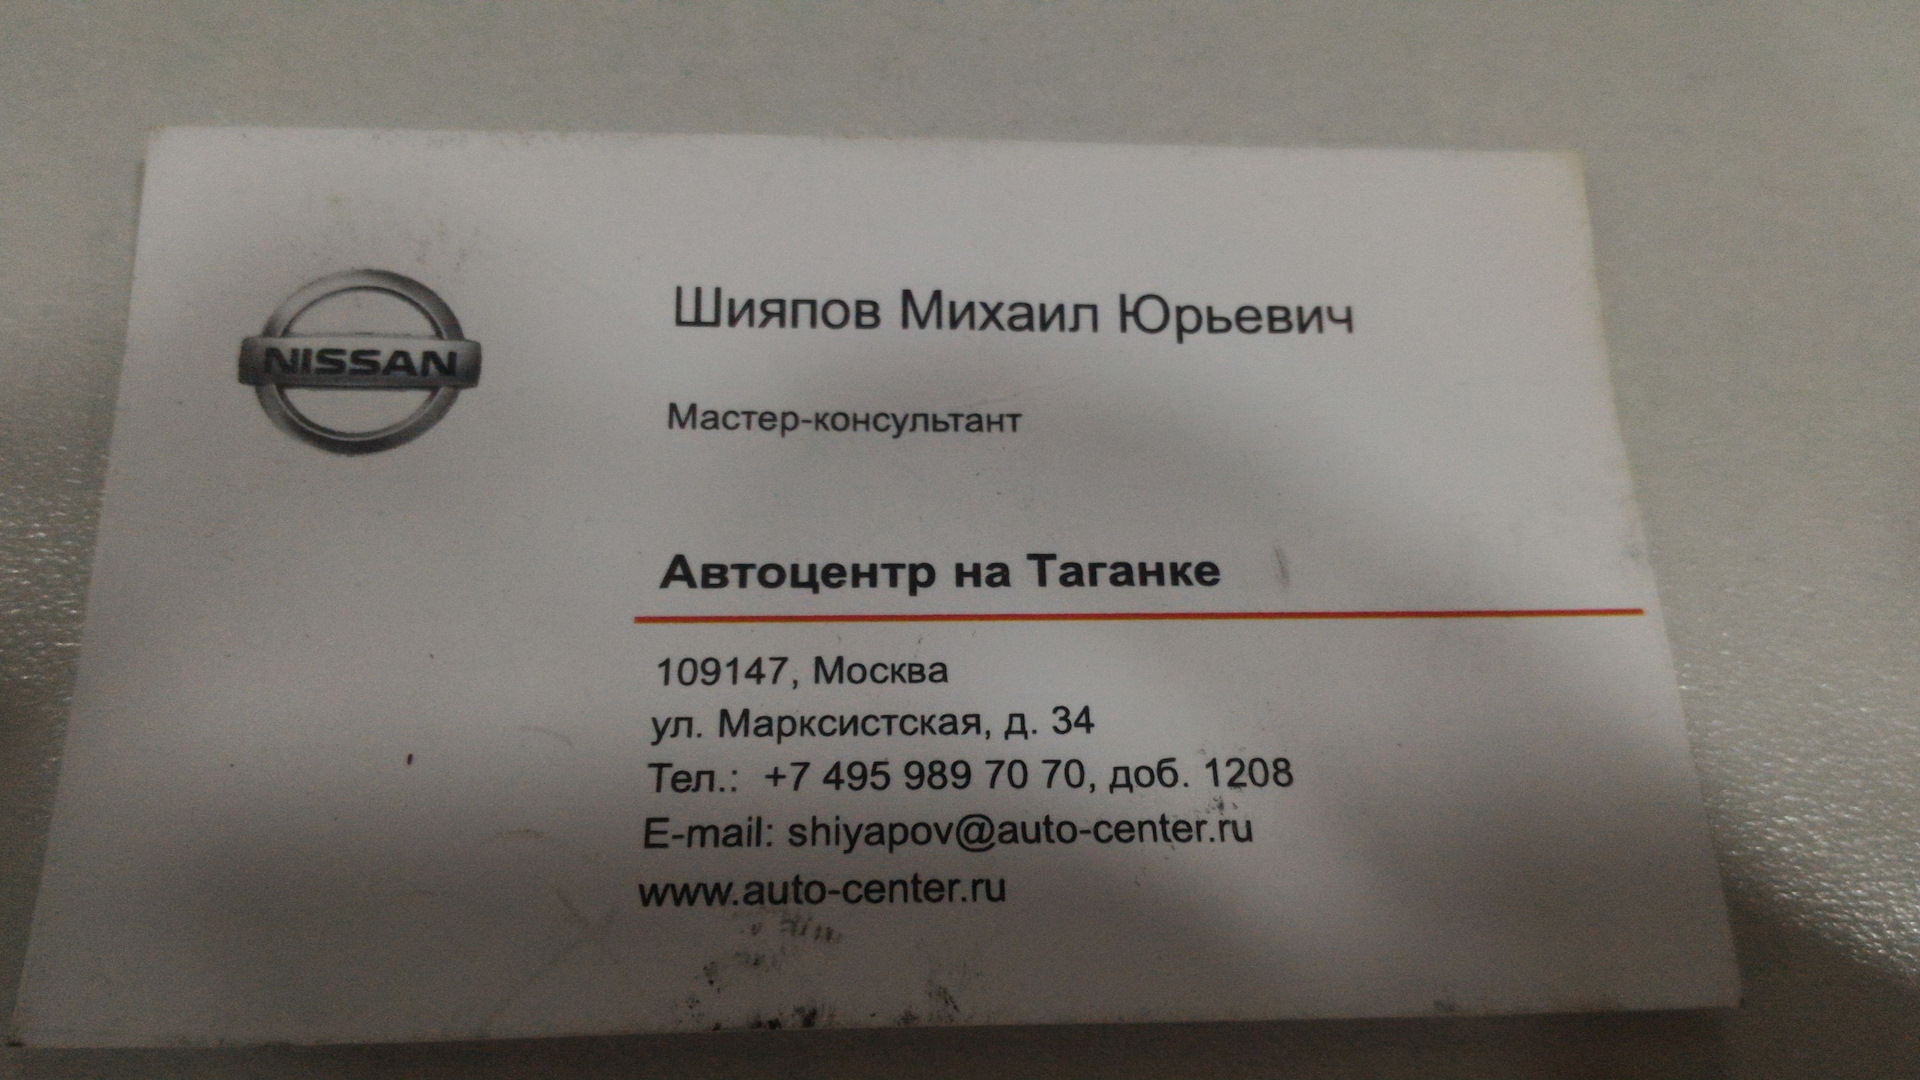 NISSAN
Шияпов Михаил Юрьевич
Мастер-консультант
Автоцентр на Таганке
109147, Москва
ул. Марксистская, д. 34
Тел.: +7 495 989 70 70, доб. 1208
E-mail: shiyapov@auto-center.ru
www.auto-center.ru